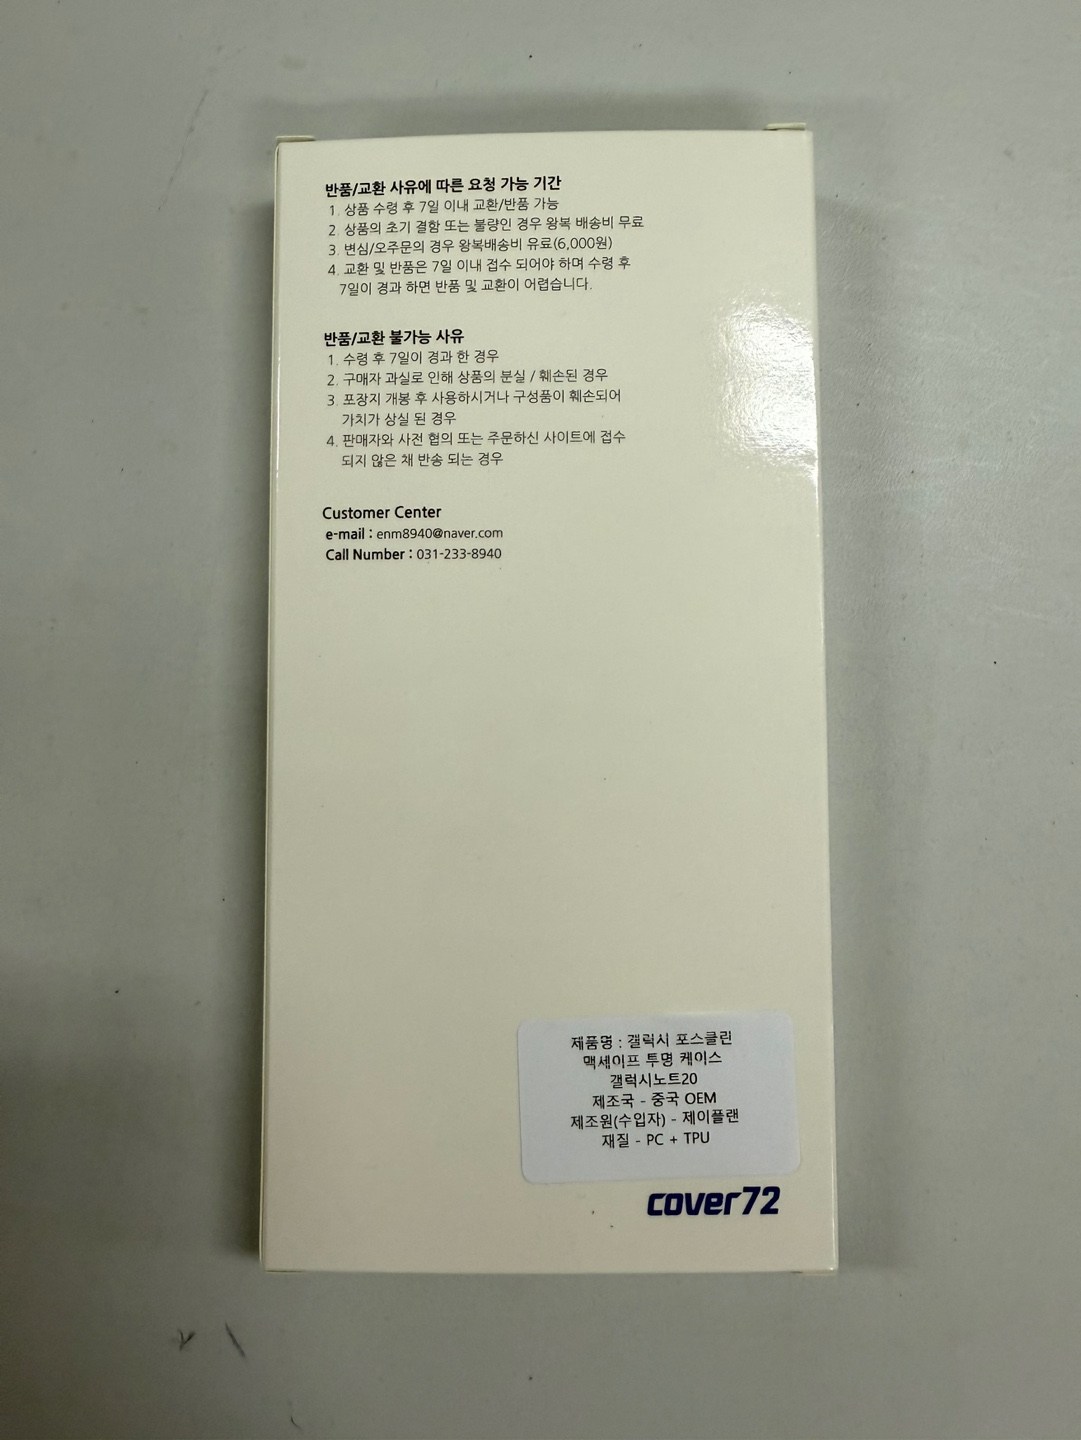 반품/교환 사유에 따른 요청 가능 기간
1. 상품 수령 후 7일 이내 교환/반품 가능
2. 상품의 초기 결함 또는 불량인 경우 왕복 배송비 무료
3. 변심/오주문의 경우 왕복배송비 유료(6,000원)
4. 교환 및 반품은 7일 이내 접수 되어야 하며 수령 후
7일이 경과 하면 반품 및 교환이 어렵습니다.
반품/교환 불가능 사유
1. 수령 후 7일이 경과 한 경우
2. 구매자 과실로 인해 상품의 분실 / 훼손된 경우
3. 포장지 개봉 후 사용하시거나 구성품이 훼손되어
가치가 상실 된 경우
4. 판매자와 사전 협의 또는 주문하신 사이트에 접수
되지 않은 채 반송 되는 경우
Customer Center
e-mail : enm8940@naver.com
Call Number : 031-233-8940
제품명 : 갤럭시 포스클린
맥세이프 투명 케이스
갤럭시노트20
제조국 - 중국 OEM
제조원(수입자) - 제이플랜
재질 - PC + TPU
cover72